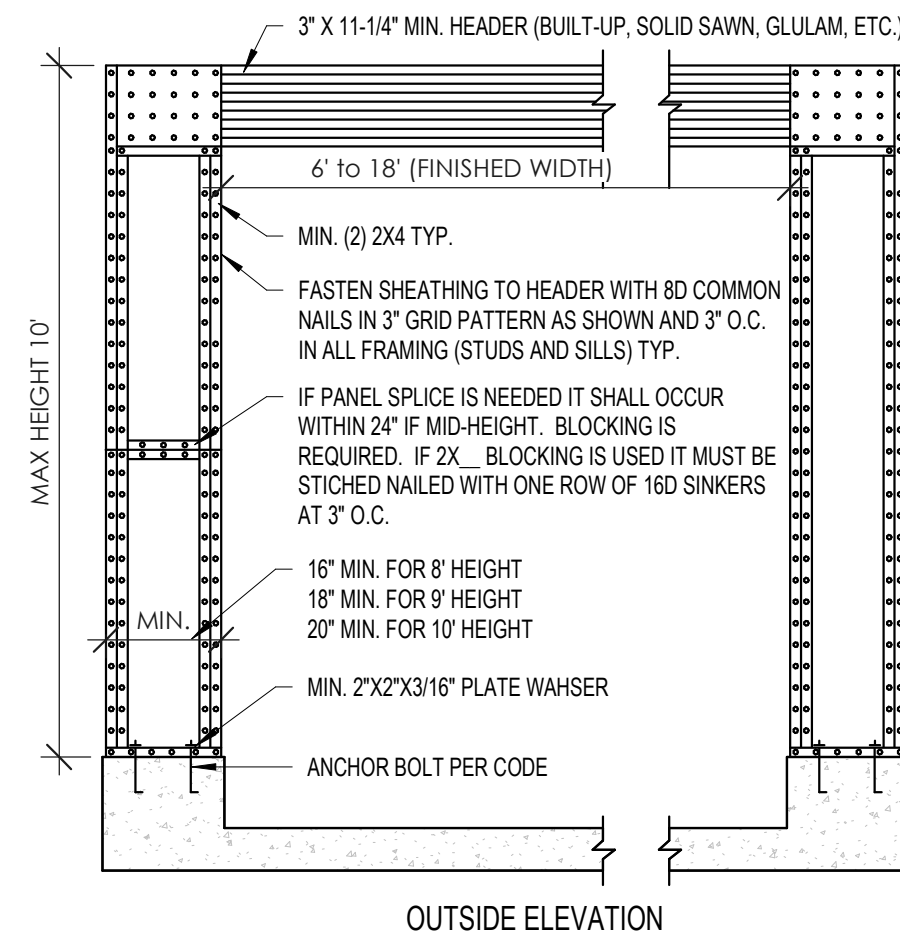 3" X 11-1/4" MIN. HEADER (BUILT-UP, SOLID SAWN, GLULAM, ETC.)
6' to 18' (FINISHED WIDTH)
MIN. (2) 2X4 TYP.
FASTEN SHEATHING TO HEADER WITH 8D COMMON
NAILS IN 3" GRID PATTERN AS SHOWN AND 3" O.C.
IN ALL FRAMING (STUDS AND SILLS) TYP.
MAX HEIGHT 10'
IF PANEL SPLICE IS NEEDED IT SHALL OCCUR
WITHIN 24" IF MID-HEIGHT. BLOCKING IS
REQUIRED. IF 2X__ BLOCKING IS USED IT MUST BE
STICHED NAILED WITH ONE ROW OF 16D SINKERS
AT 3" O.C.
16" MIN. FOR 8' HEIGHT
18" MIN. FOR 9' HEIGHT
20" MIN. FOR 10' HEIGHT
MIN.
MIN. 2"X2"X3/16" PLATE WAHSER
ANCHOR BOLT PER CODE
OUTSIDE ELEVATION